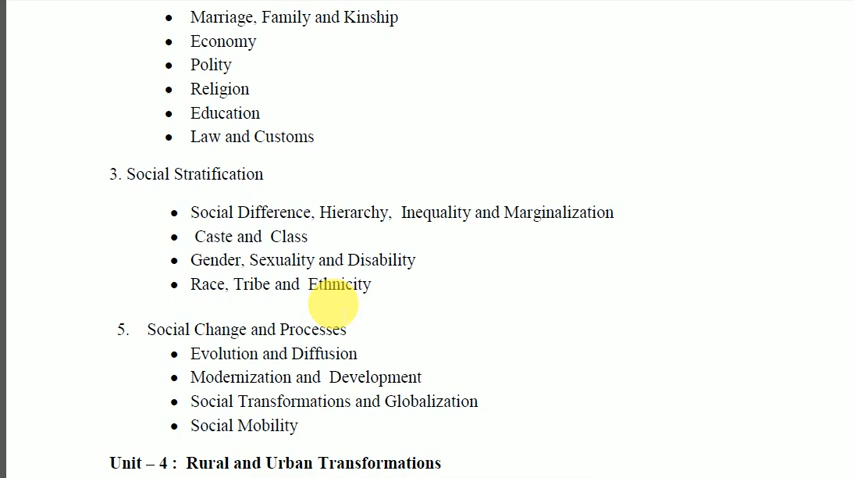 • Marriage, Family and Kinship
• Economy
• Polity
• Religion
• Education
• Law and Customs
3. Social Stratification
• Social Difference, Hierarchy, Inequality and Marginalization
• Caste and Class
• Gender, Sexuality and Disability
• Race, Tribe and Ethnicity
5. Social Change and Processes
• Evolution and Diffusion
• Modernization and Development
• Social Transformations and Globalization
• Social Mobility
Unit – 4 : Rural and Urban Transformations